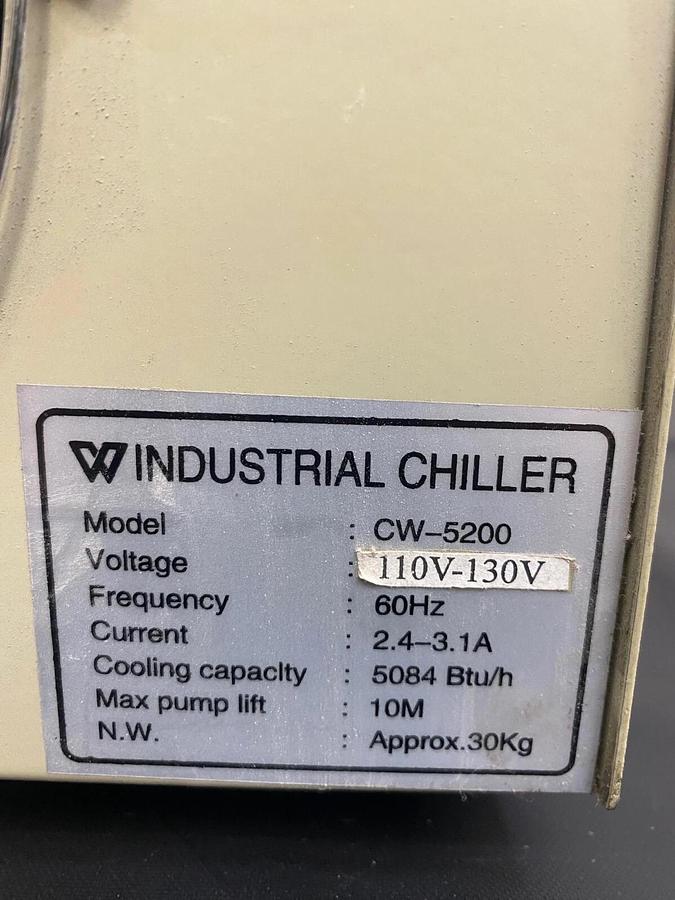 W INDUSTRIAL CHILLER
Model : CW-5200
Voltage : 110V-130V
Frequency : 60Hz
Current : 2.4-3.1A
Cooling capacity : 5084 Btu/h
Max pump lift : 10M
N.W. : Approx.30Kg